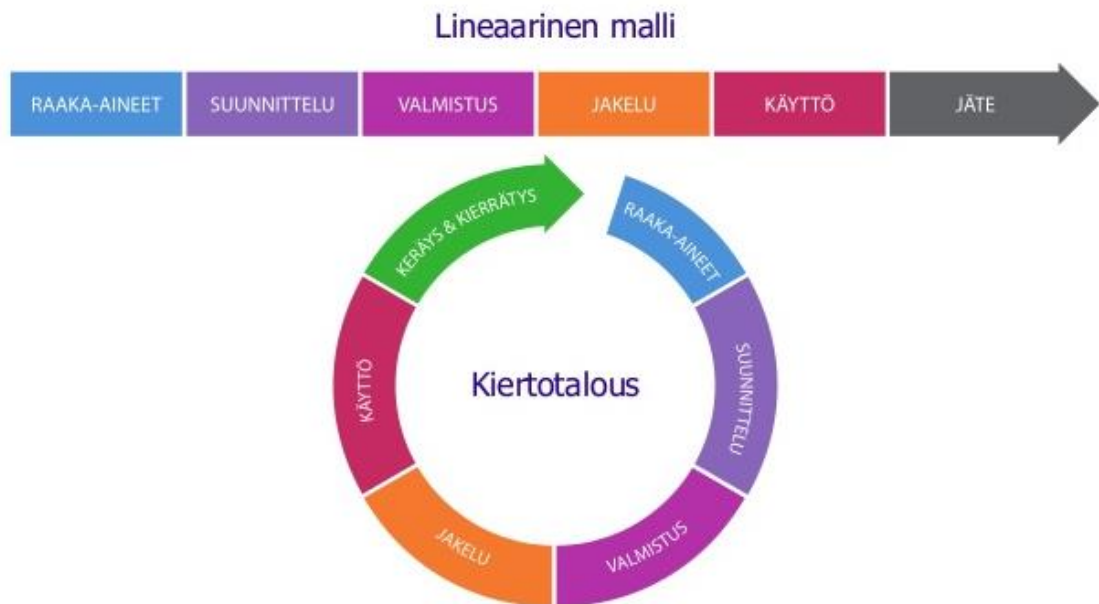 Lineaarinen malli
RAAKA-AINEET
SUUNNITTELU
VALMISTUS
JAKELU
KÄYTTÖ
JÄTE
RAAKA-AINEET
SUUNNITTELU
VALMISTUS
JAKELU
KÄYTTÖ
KERÄYS & KIERRÄTYS
Kiertotalous